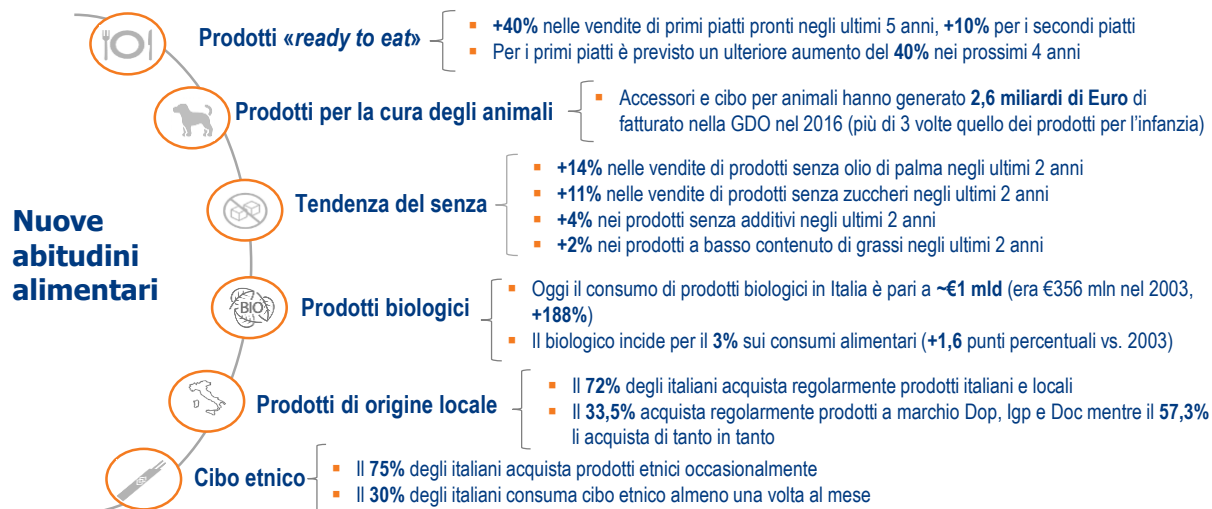 Prodotti «ready to eat»
▪ +40% nelle vendite di primi piatti pronti negli ultimi 5 anni, +10% per i secondi piatti
▪ Per i primi piatti è previsto un ulteriore aumento del 40% nei prossimi 4 anni
Prodotti per la cura degli animali
▪ Accessori e cibo per animali hanno generato 2,6 miliardi di Euro di
fatturato nella GDO nel 2016 (più di 3 volte quello dei prodotti per l'infanzia)
Tendenza del senza
▪ +14% nelle vendite di prodotti senza olio di palma negli ultimi 2 anni
▪ +11% nelle vendite di prodotti senza zuccheri negli ultimi 2 anni
▪ +4% nei prodotti senza additivi negli ultimi 2 anni
▪ +2% nei prodotti a basso contenuto di grassi negli ultimi 2 anni
Nuove
abitudini
alimentari
BIO
Prodotti biologici
▪ Oggi il consumo di prodotti biologici in Italia è pari a ~€1 mld (era €356 mln nel 2003,
+188%)
▪ Il biologico incide per il 3% sui consumi alimentari (+1,6 punti percentuali vs. 2003)
Prodotti di origine locale
▪ Il 72% degli italiani acquista regolarmente prodotti italiani e locali
▪ Il 33,5% acquista regolarmente prodotti a marchio Dop, Igp e Doc mentre il 57,3%
li acquista di tanto in tanto
Cibo etnico
▪ Il 75% degli italiani acquista prodotti etnici occasionalmente
▪ Il 30% degli italiani consuma cibo etnico almeno una volta al mese